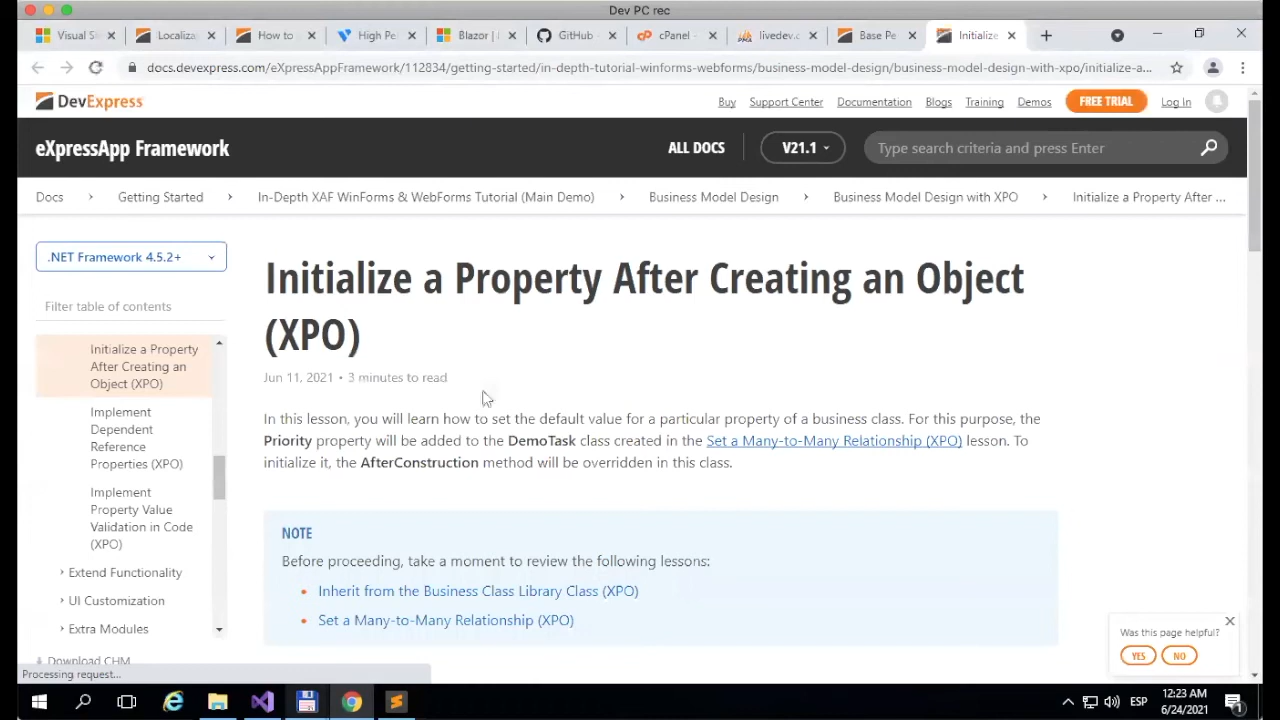 Dev PC rec
Visual S
Localiza
How to
High Pe
Blazor |
GitHub
cPanel -
livedev.c
Base Pe
Initialize
docs.devexpress.com/eXpressAppFramework/112834/getting-started/in-depth-tutorial-winforms-webforms/business-model-design/business-model-design-with-xpo/initialize-a...
DevExpress
Buy
Support Center
Documentation
Blogs
Training
Demos
FREE TRIAL
Log In
eXpressApp Framework
ALL DOCS
V21.1
Type search criteria and press Enter
Docs > Getting Started > In-Depth XAF WinForms & WebForms Tutorial (Main Demo) > Business Model Design > Business Model Design with XPO > Initialize a Property After ...
.NET Framework 4.5.2+
Filter table of contents
Initialize a Property
After Creating an
Object (XPO)
Implement
Dependent
Reference
Properties (XPO)
Implement
Property Value
Validation in Code
(XPO)
Extend Functionality
UI Customization
Extra Modules
Download CHM
Initialize a Property After Creating an Object
(XPO)
Jun 11, 2021 • 3 minutes to read
In this lesson, you will learn how to set the default value for a particular property of a business class. For this purpose, the
Priority property will be added to the DemoTask class created in the Set a Many-to-Many Relationship (XPO) lesson. To
initialize it, the AfterConstruction method will be overridden in this class.
NOTE
Before proceeding, take a moment to review the following lessons:
• Inherit from the Business Class Library Class (XPO)
• Set a Many-to-Many Relationship (XPO)
Was this page helpful?
YES
NO
Processing request...
ESP
12:23 AM
6/24/2021
1